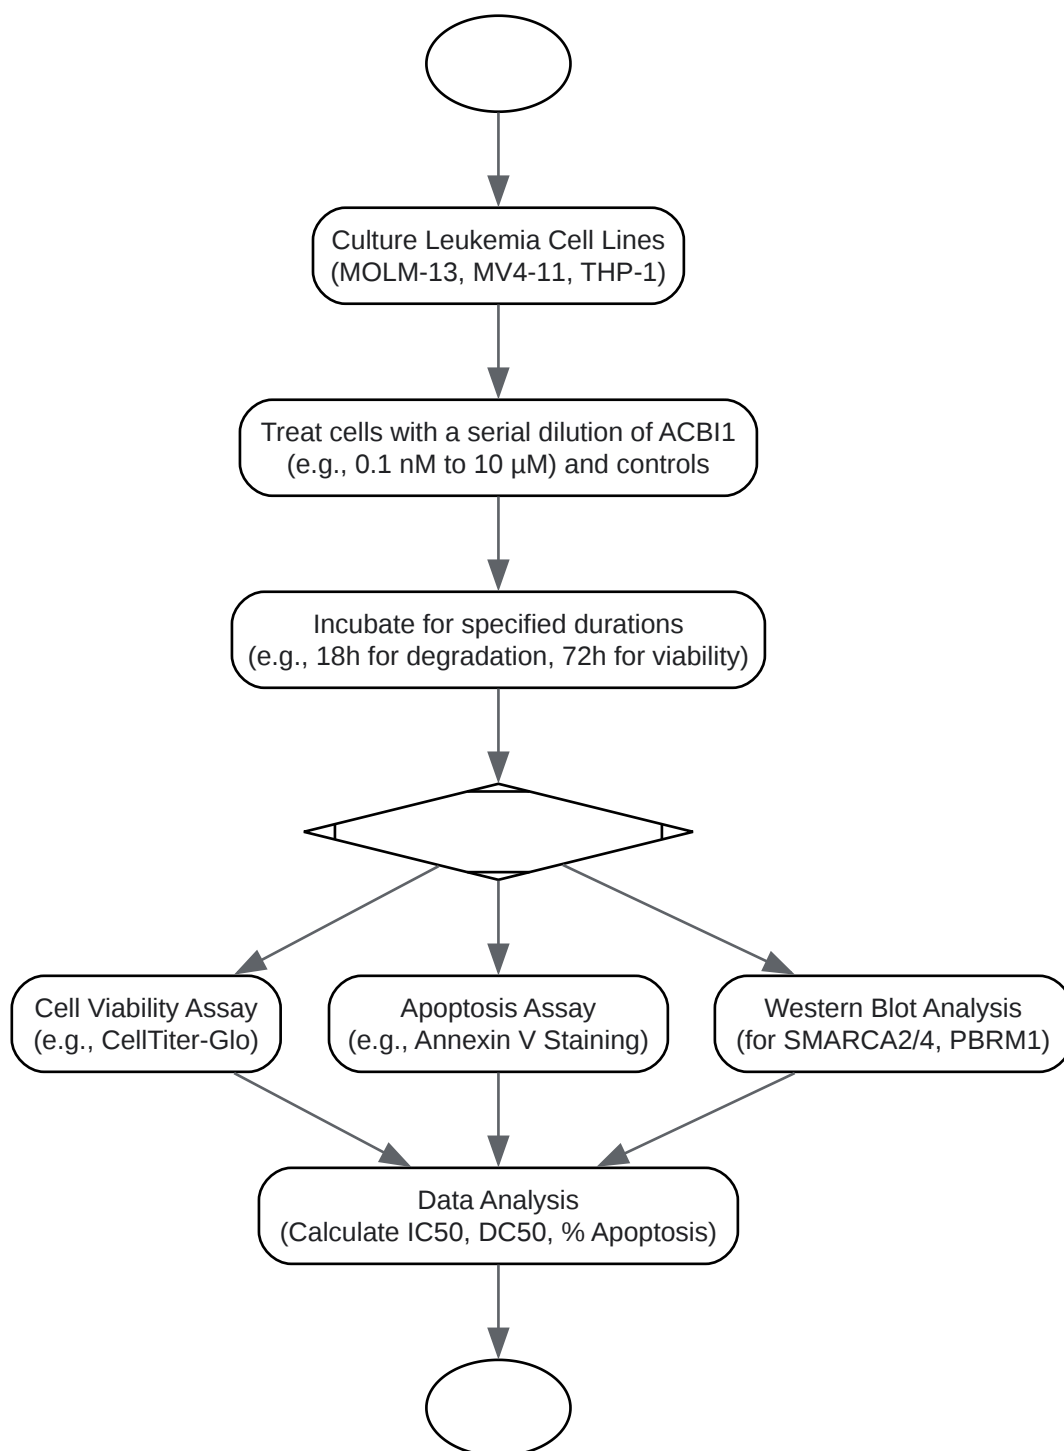 Culture Leukemia Cell Lines
(MOLM-13, MV4-11, THP-1)
Treat cells with a serial dilution of ACBI1
(e.g., 0.1 nM to 10 µM) and controls
Incubate for specified durations
(e.g., 18h for degradation, 72h for viability)
Cell Viability Assay
(e.g., CellTiter-Glo)
Apoptosis Assay
(e.g., Annexin V Staining)
Western Blot Analysis
(for SMARCA2/4, PBRM1)
Data Analysis
(Calculate IC50, DC50, % Apoptosis)